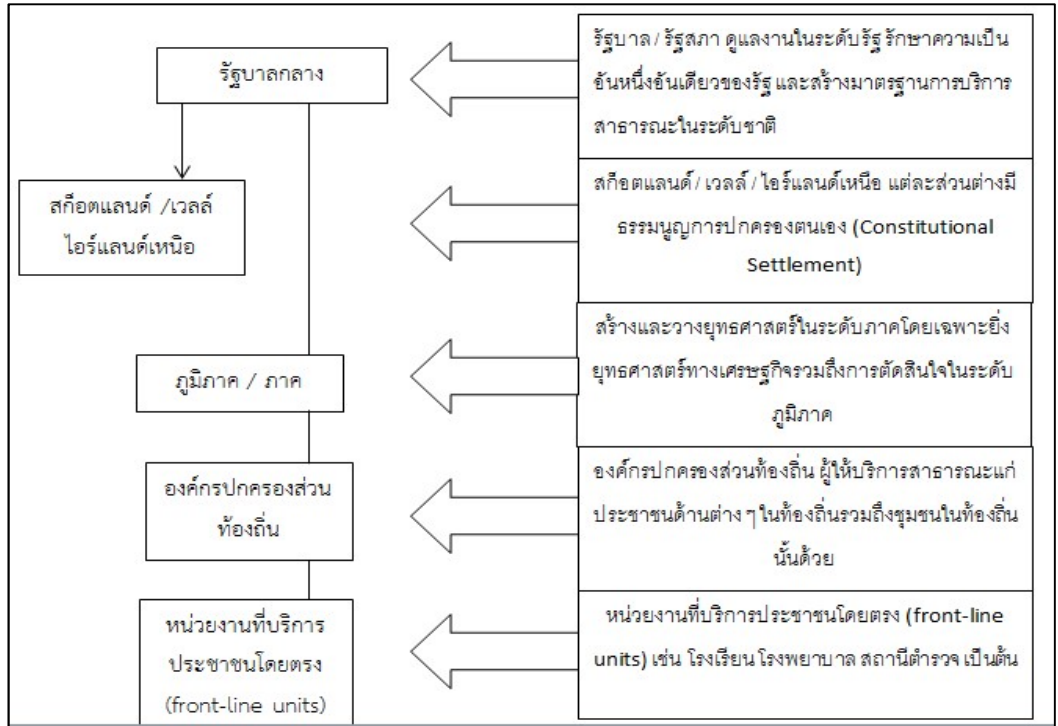 รัฐบาลกลาง
รัฐบาล / รัฐสภา ดูแลงานในระดับรัฐ รักษาความเป็น
อันหนึ่งอันเดียวของรัฐ และสร้างมาตรฐานการบริการ
สาธารณะในระดับชาติ
สก็อตแลนด์ /เวลล์
ไอร์แลนด์เหนือ
สก็อตแลนด์ / เวลล์ / ไอร์แลนด์เหนือ แต่ละส่วนต่างมี
ธรรมนูญการปกครองตนเอง (Constitutional
Settlement)
ภูมิภาค / ภาค
สร้างและวางยุทธศาสตร์ในระดับภาคโดยเฉพาะยิ่ง
ยุทธศาสตร์ทางเศรษฐกิจรวมถึงการตัดสินใจในระดับ
ภูมิภาค
องค์กรปกครองส่วน
ท้องถิ่น
องค์กรปกครองส่วนท้องถิ่น ผู้ให้บริการสาธารณะแก่
ประชาชนด้านต่าง ๆ ในท้องถิ่นรวมถึงชุมชนในท้องถิ่น
นั้นด้วย
หน่วยงานที่บริการ
ประชาชนโดยตรง
(front-line units)
หน่วยงานที่บริการประชาชนโดยตรง (front-line
units) เช่น โรงเรียน โรงพยาบาล สถานีตำรวจ เป็นต้น